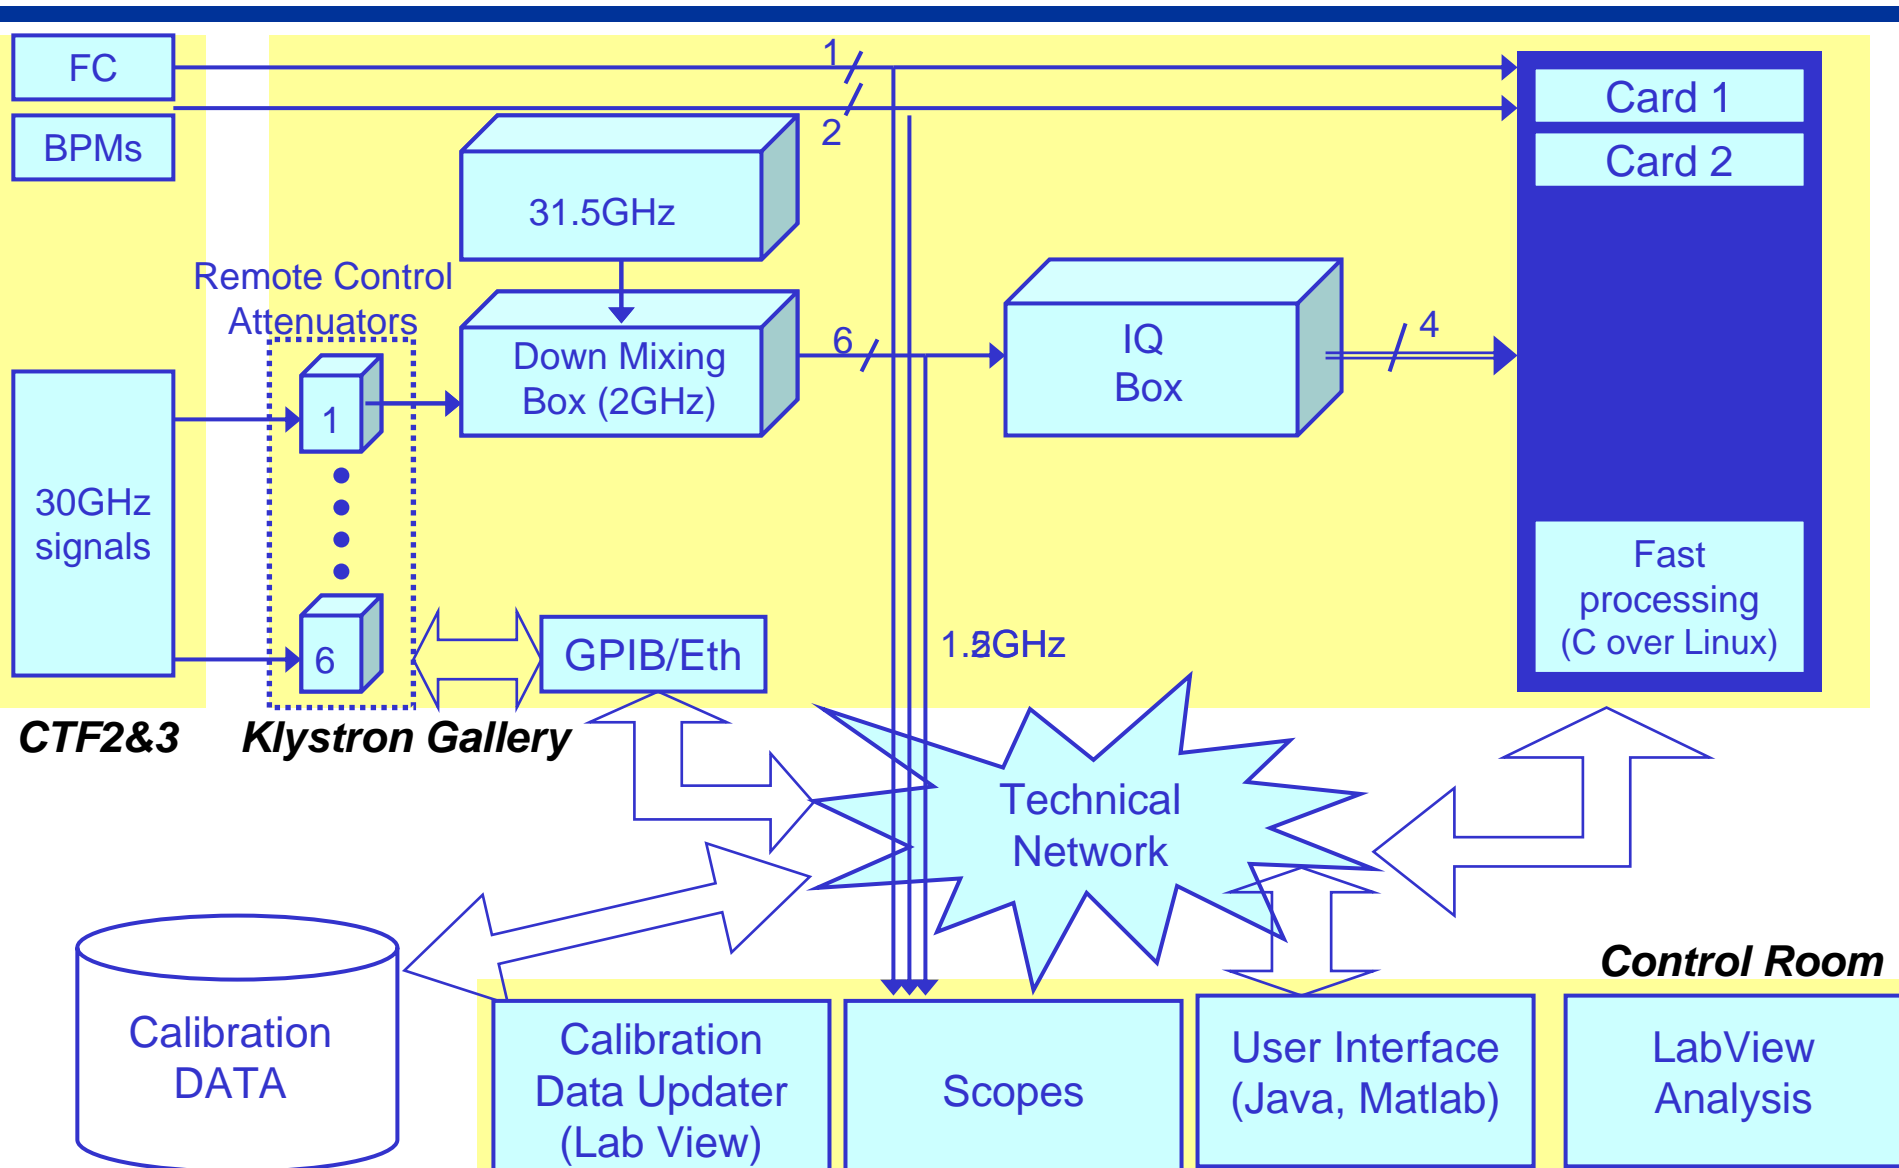 FC
1
Card 1
BPMs
2
Card 2
31.5GHz
Remote Control
Attenuators
Down Mixing
Box (2GHz)
6
IQ
Box
4
1
30GHz
signals
6
GPIB/Eth
Fast
processing
(C over Linux)
CTF2&3
Klystron Gallery
Technical
Network
Control Room
Calibration
DATA
Calibration
Data Updater
(Lab View)
Scopes
User Interface
(Java, Matlab)
LabView
Analysis